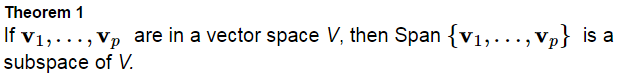 Theorem 1
If v₁, . . . , vₚ are in a vector space V, then Span {v₁, . . . , vₚ} is a
subspace of V.